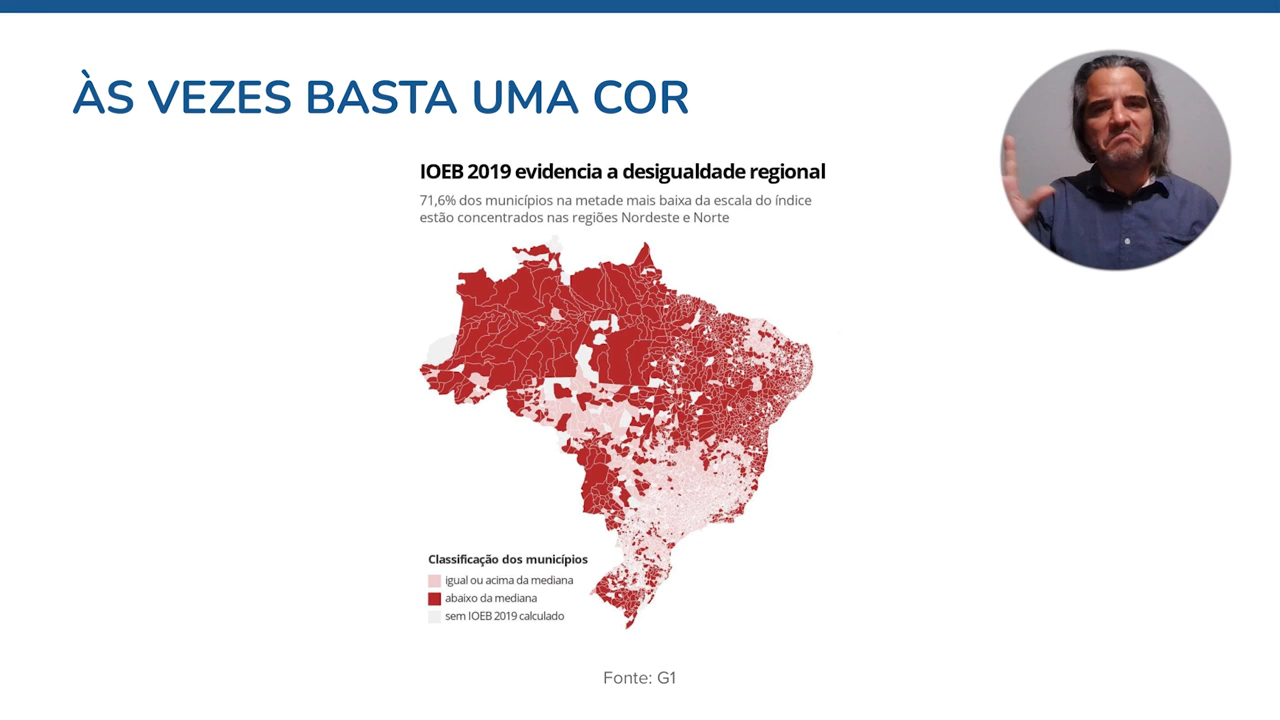 ÀS VEZES BASTA UMA COR
IOEB 2019 evidencia a desigualdade regional
71,6% dos municípios na metade mais baixa da escala do índice
estão concentrados nas regiões Nordeste e Norte
Classificação dos municípios
igual ou acima da mediana
abaixo da mediana
sem IOEB 2019 calculado
Fonte: G1